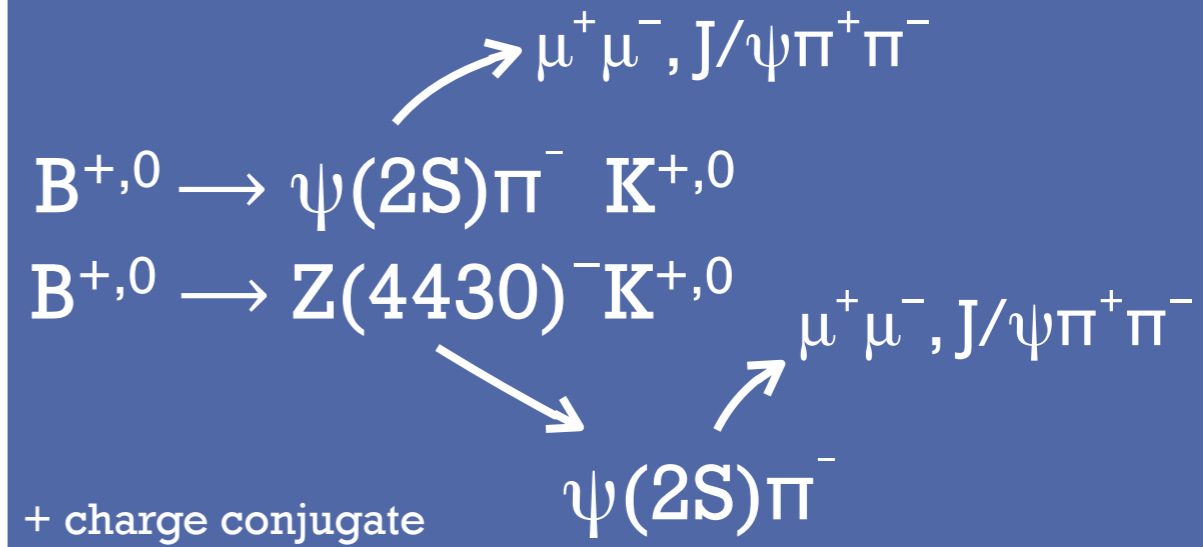 μ⁺μ⁻, J/ψπ⁺π⁻
B⁺,⁰ → ψ(2S)π⁻ K⁺,⁰
B⁺,⁰ → Z(4430)⁻K⁺,⁰
μ⁺μ⁻, J/ψπ⁺π⁻
ψ(2S)π⁻
+ charge conjugate